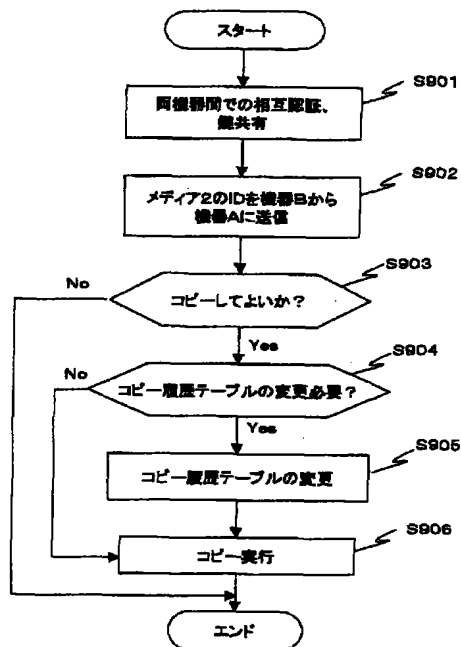 スタート
S901
両機器間での相互認証、
鍵共有
S902
メディア2のIDを機器Bから
機器Aに送信
S903
No
コピーしてよいか？
Yes
S904
No
コピー履歴テーブルの変更必要？
Yes
S905
コピー履歴テーブルの変更
S906
コピー実行
エンド